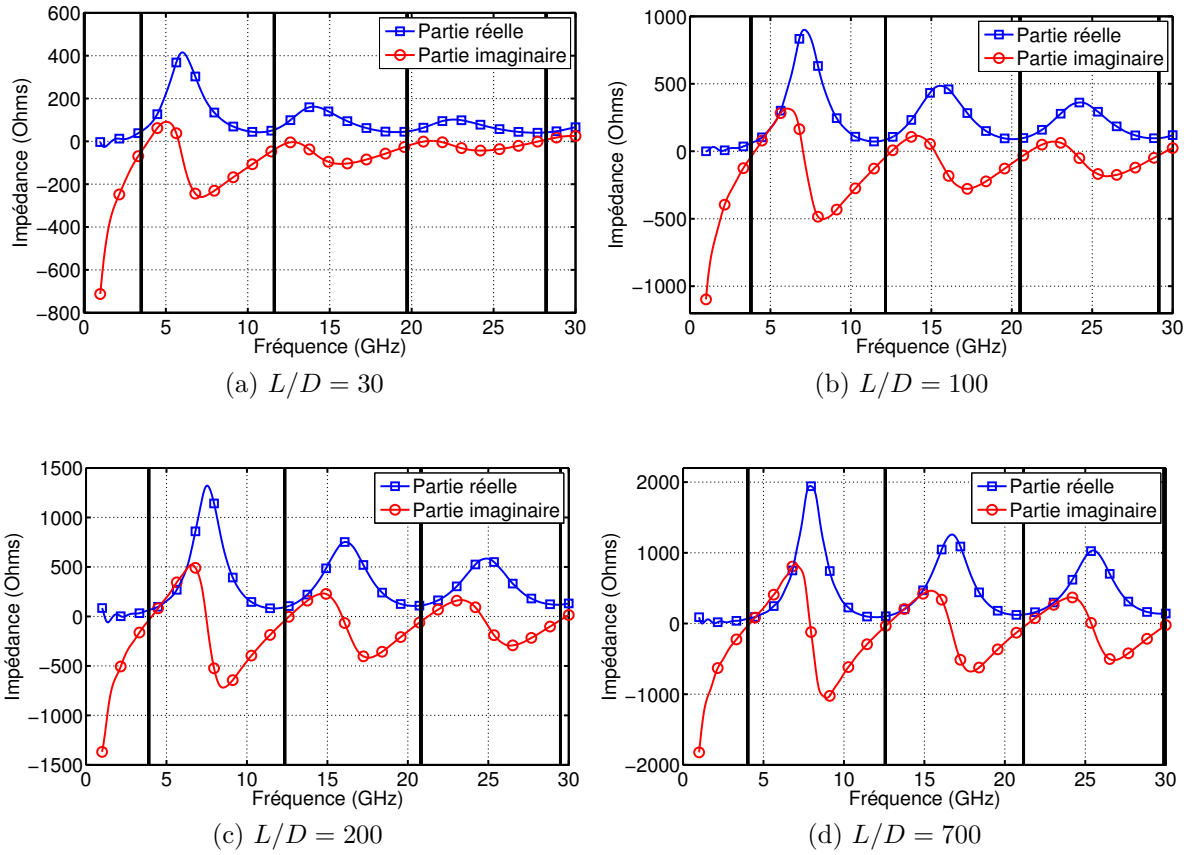 400
200
0
−200
−400
−600
−800
Impédance (Ohms)
Partie réelle
Partie imaginaire
0 5 10 15 20 25 30
Fréquence (GHz)
(a) L/D = 30
1000
500
0
−500
−1000
Impédance (Ohms)
Partie réelle
Partie imaginaire
0 5 10 15 20 25 30
Fréquence (GHz)
(b) L/D = 100
1500
1000
500
0
−500
−1000
−1500
Impédance (Ohms)
Partie réelle
Partie imaginaire
0 5 10 15 20 25 30
Fréquence (GHz)
(c) L/D = 200
2000
1000
0
−1000
−2000
Impédance (Ohms)
Partie réelle
Partie imaginaire
0 5 10 15 20 25 30
Fréquence (GHz)
(d) L/D = 700